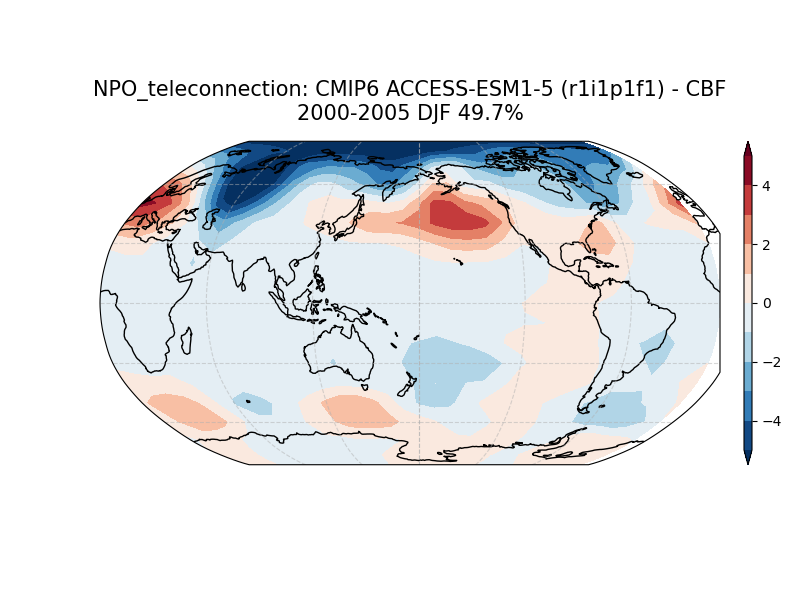 NPO_teleconnection: CMIP6 ACCESS-ESM1-5 (r1i1p1f1) - CBF
2000-2005 DJF 49.7%
4
2
0
−2
−4